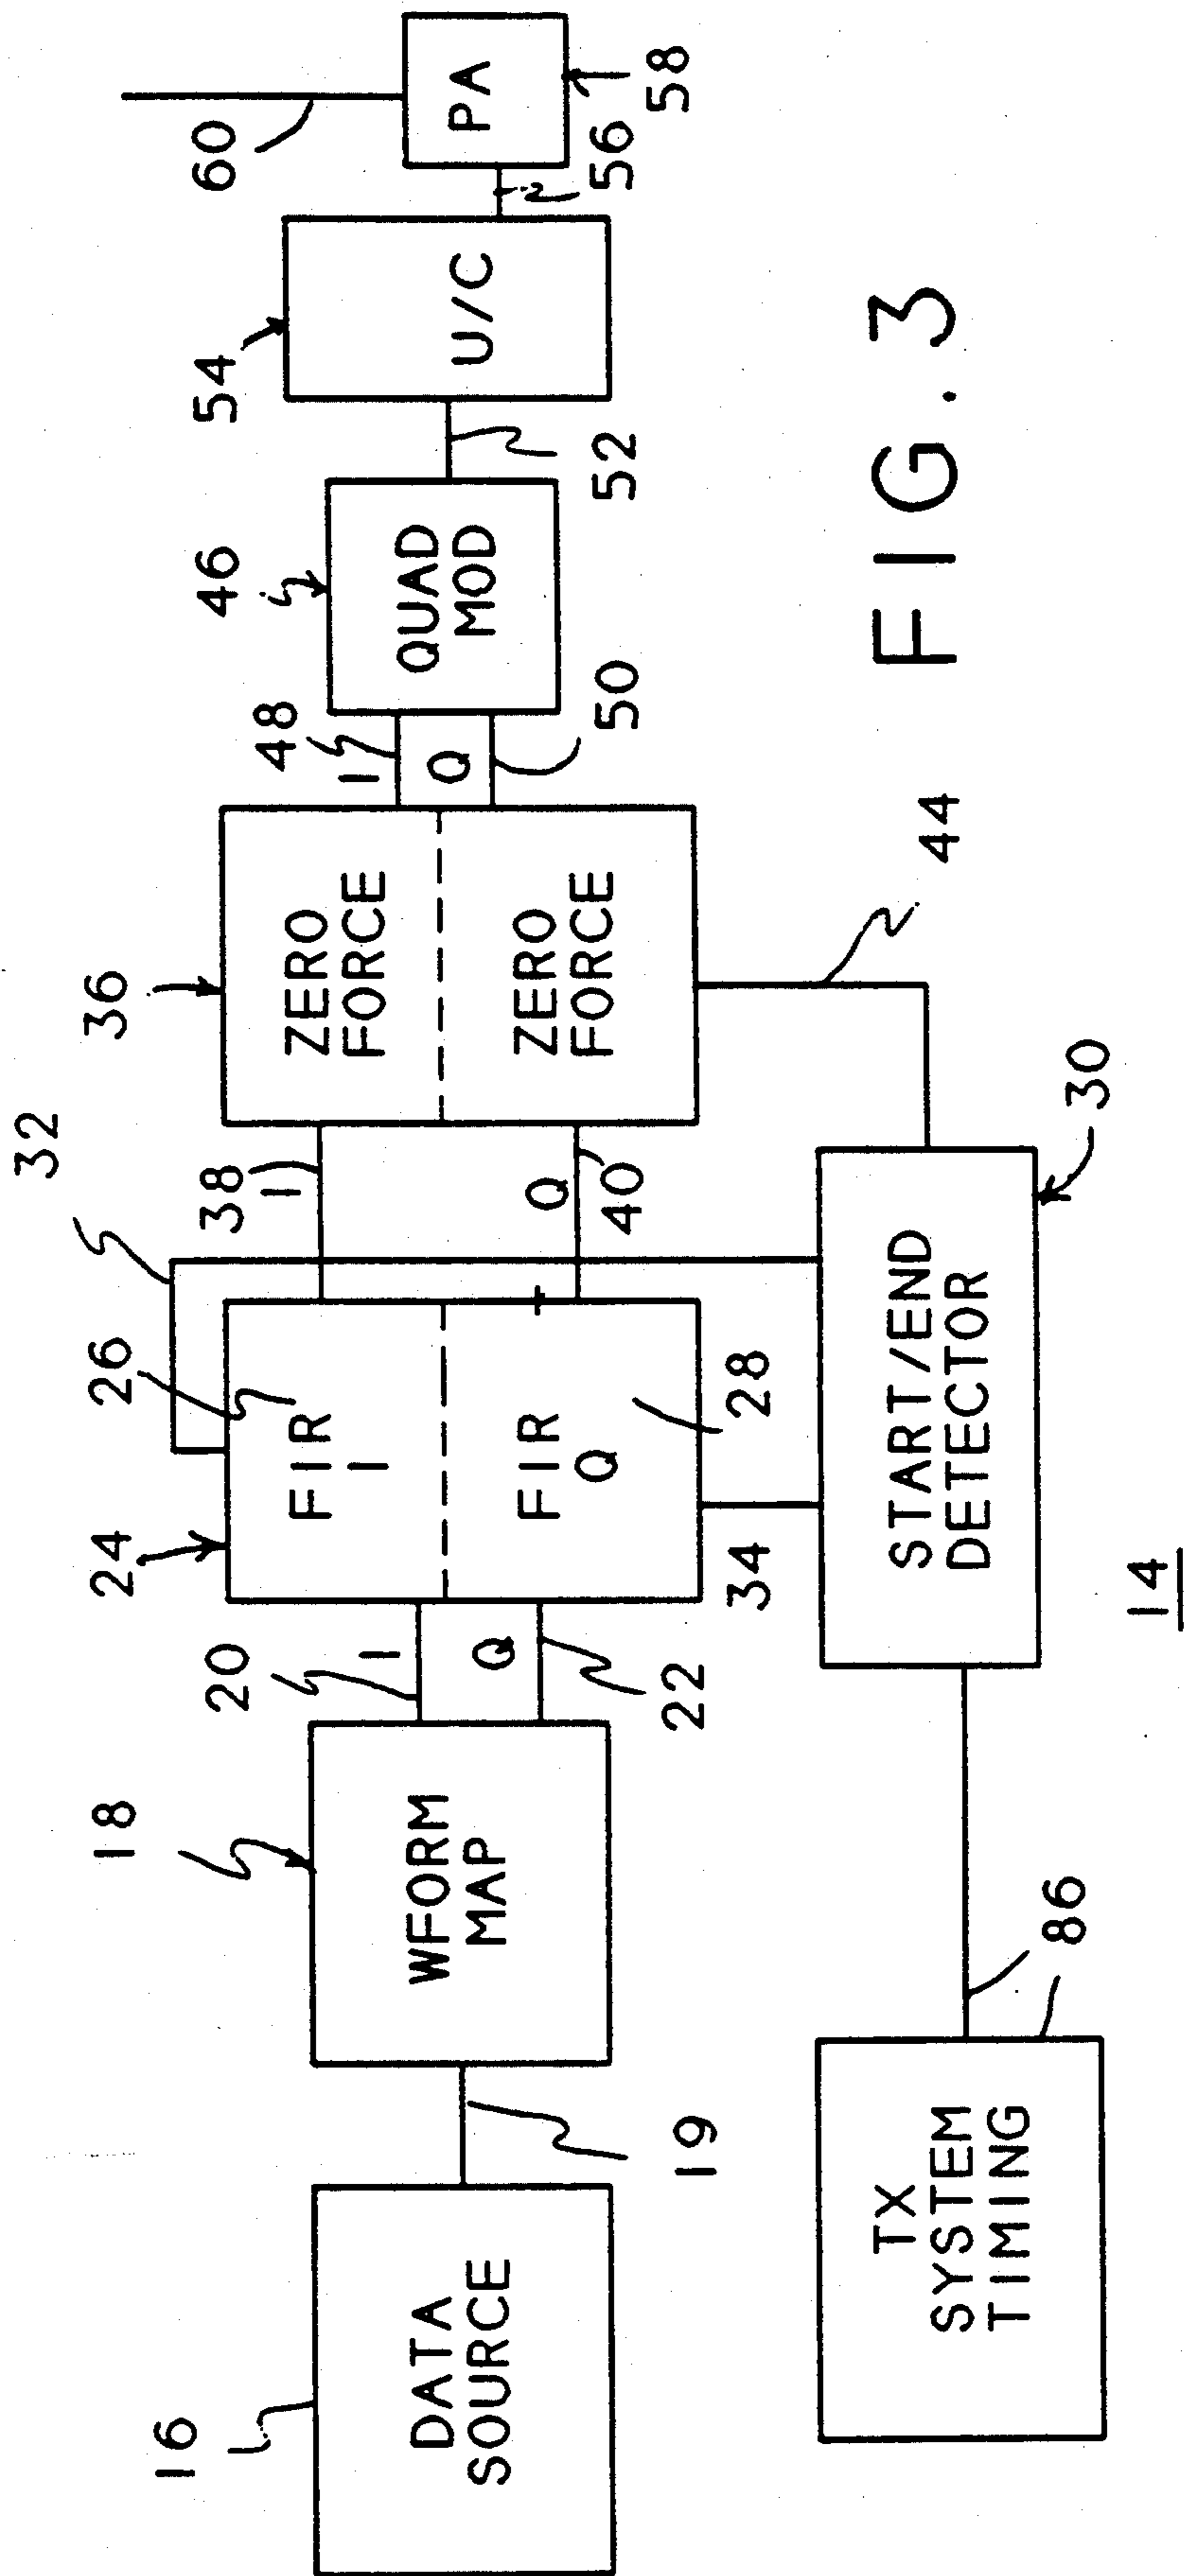 60
54
46
48
I
Q
50
52
56
58
PA
U/C
QUAD
MOD
36
ZERO
FORCE
ZERO
FORCE
44
32
38
I
Q
40
26
24
FIR
I
FIR
Q
28
34
20
I
Q
22
18
WFORM
MAP
19
16
DATA
SOURCE
START/END
DETECTOR
30
TX
SYSTEM
TIMING
86
14
FIG. 3